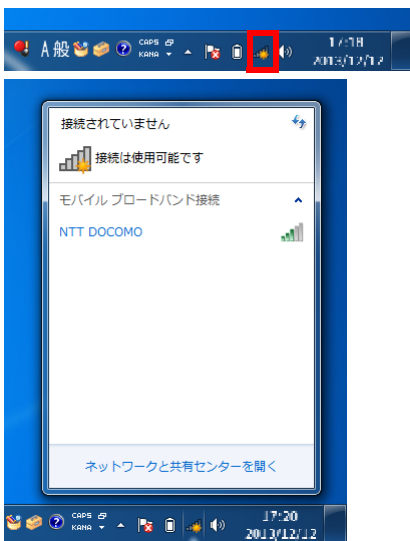 A 般 CAPS
KANA
17:18
2013/12/12
接続されていません
接続は使用可能です
モバイル ブロードバンド接続
NTT DOCOMO
ネットワークと共有センターを開く
CAPS
KANA
17:20
2013/12/12